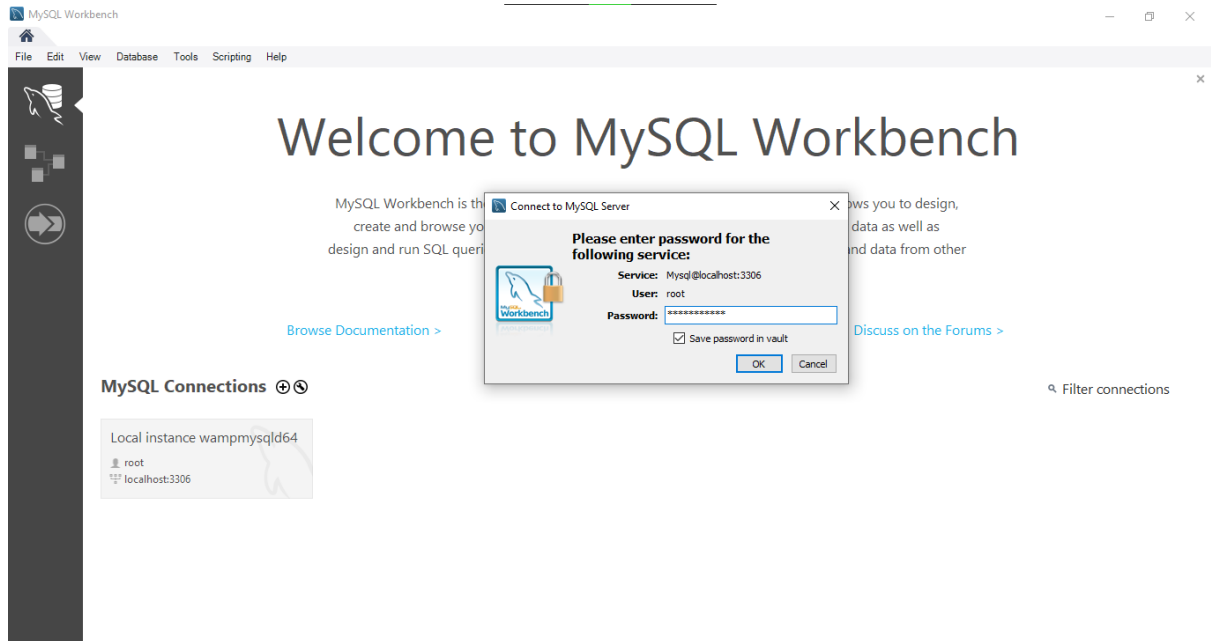 MySQL Workbench
File Edit View Database Tools Scripting Help
Welcome to MySQL Workbench
MySQL Workbench is th
ows you to design,
create and browse yo
data as well as
design and run SQL queri
and data from other
Connect to MySQL Server
Please enter password for the
following service:
Service: Mysql@localhost:3306
User: root
Password: ***********
Save password in vault
OK Cancel
MySQL
Workbench
Browse Documentation >
Discuss on the Forums >
MySQL Connections
Filter connections
Local instance wampmysqld64
root
localhost:3306